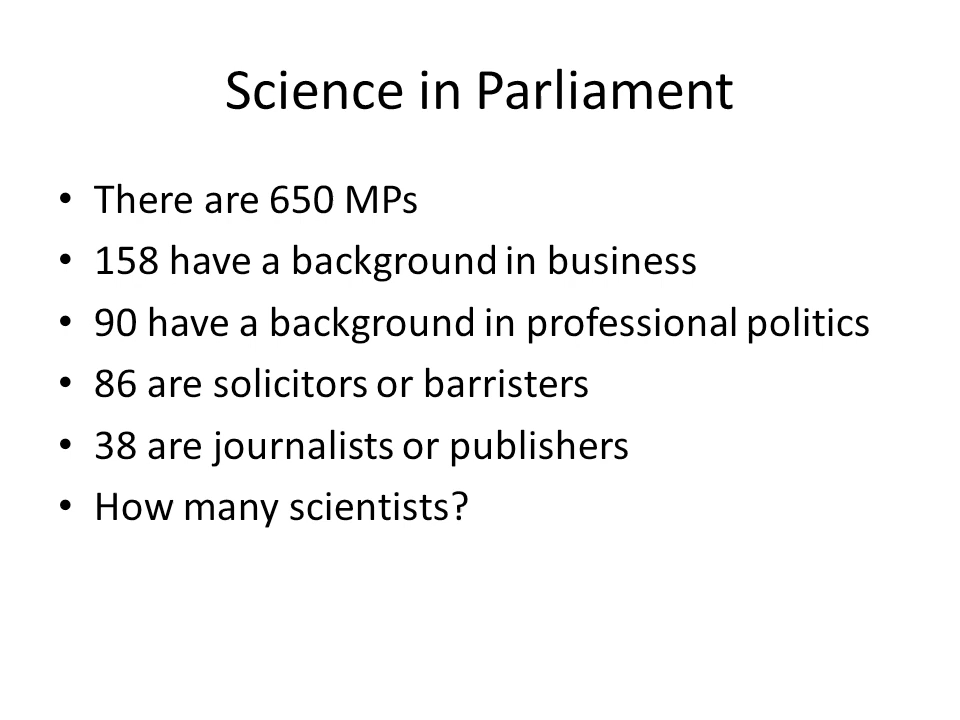 Science in Parliament
• There are 650 MPs
• 158 have a background in business
• 90 have a background in professional politics
• 86 are solicitors or barristers
• 38 are journalists or publishers
• How many scientists?